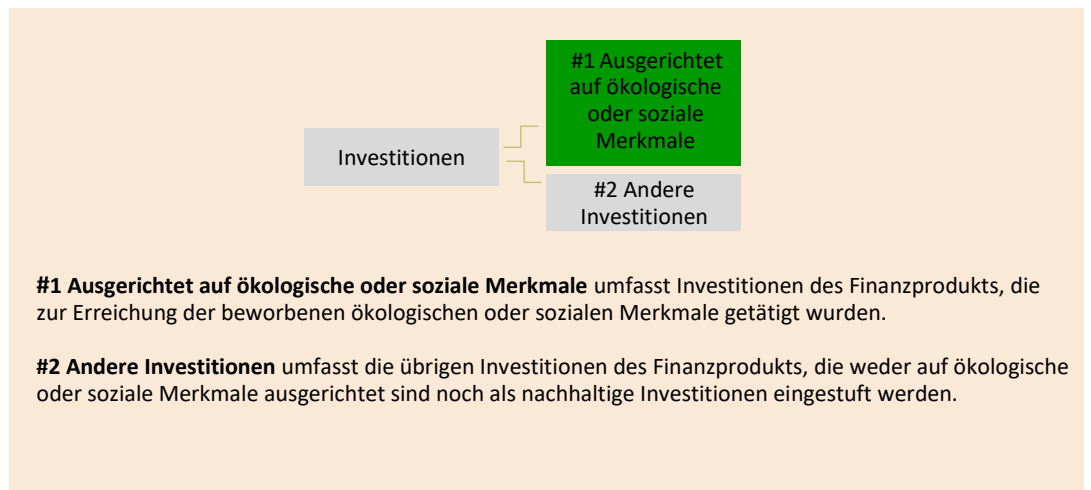 #1 Ausgerichtet
auf ökologische
oder soziale
Merkmale
Investitionen
#2 Andere
Investitionen
#1 Ausgerichtet auf ökologische oder soziale Merkmale umfasst Investitionen des Finanzprodukts, die
zur Erreichung der beworbenen ökologischen oder sozialen Merkmale getätigt wurden.
#2 Andere Investitionen umfasst die übrigen Investitionen des Finanzprodukts, die weder auf ökologische
oder soziale Merkmale ausgerichtet sind noch als nachhaltige Investitionen eingestuft werden.